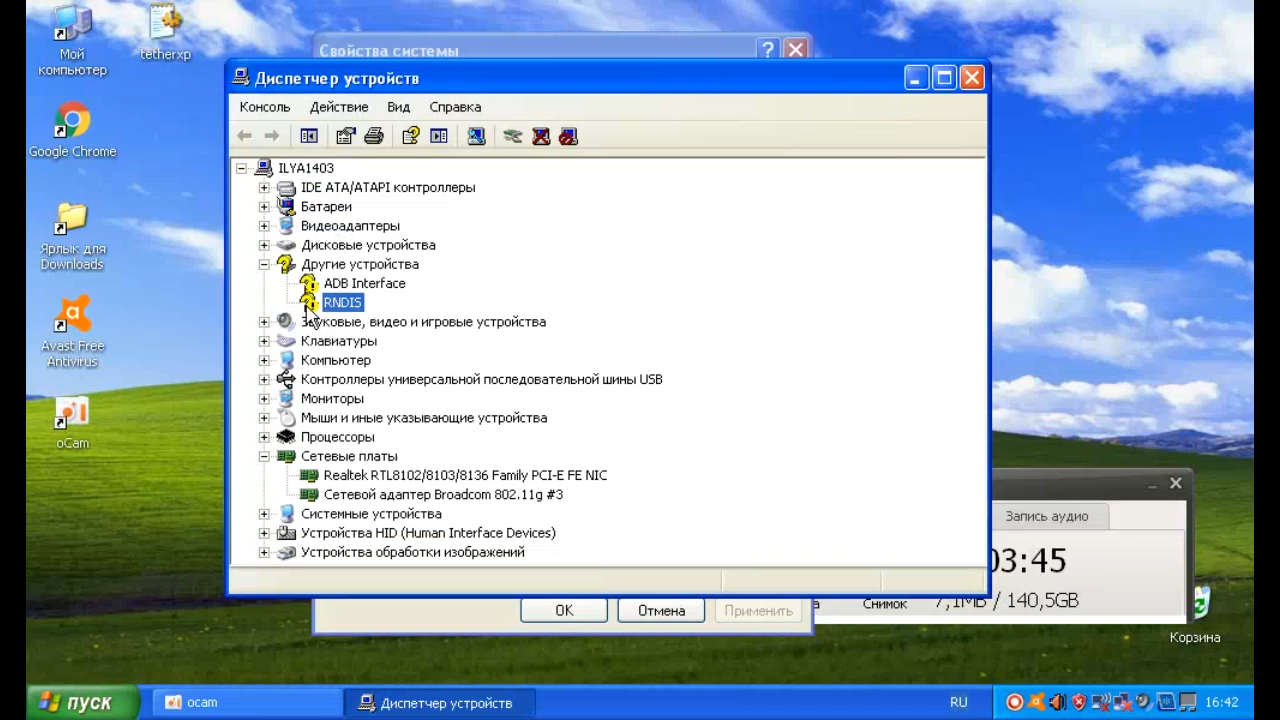 Мой
компьютер
tetherxp
Google Chrome
Ярлык для
Downloads
Avast Free
Antivirus
oCam
Свойства системы
Диспетчер устройств
Консоль Действие Вид Справка
ILYA1403
IDE ATA/ATAPI контроллеры
Батареи
Видеоадаптеры
Дисковые устройства
Другие устройства
ADB Interface
RNDIS
Звуковые, видео и игровые устройства
Клавиатуры
Компьютер
Контроллеры универсальной последовательной шины USB
Мониторы
Мыши и иные указывающие устройства
Процессоры
Сетевые платы
Realtek RTL8102/8103/8136 Family PCI-E FE NIC
Сетевой адаптер Broadcom 802.11g #3
Системные устройства
Устройства HID (Human Interface Devices)
Устройства обработки изображений
OK Отмена Применить
Запись аудио
03:45
Снимок 7,1MB / 140,5GB
Корзина
пуск ocam Диспетчер устройств RU 16:42